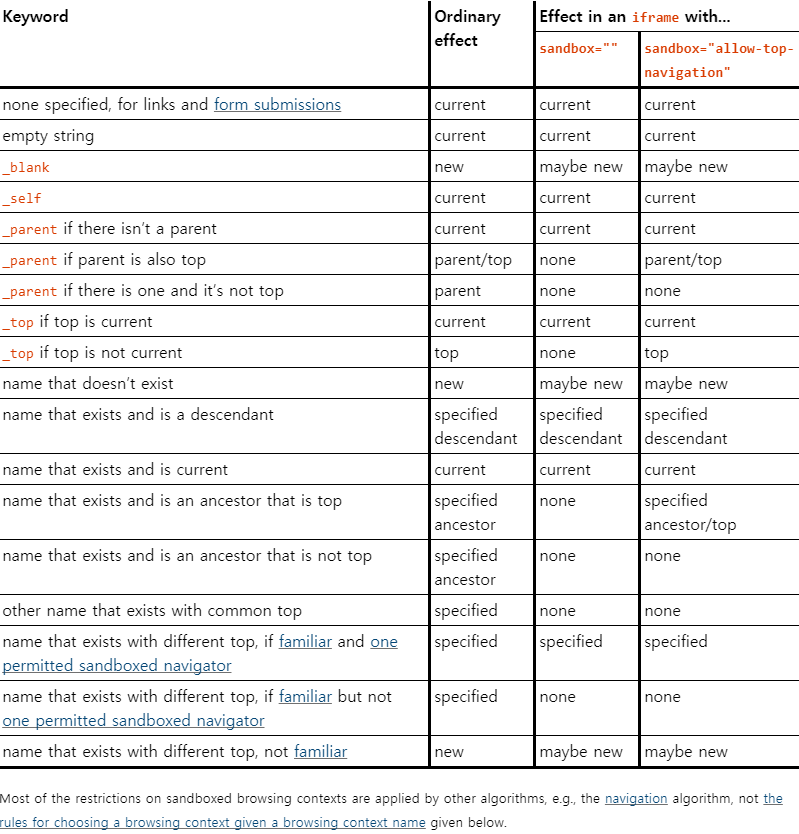 Keyword Ordinary effect Effect in an iframe with...
sandbox="" sandbox="allow-top-navigation"
none specified, for links and form submissions current current current
empty string current current current
_blank new maybe new maybe new
_self current current current
_parent if there isn't a parent current current current
_parent if parent is also top parent/top none parent/top
_parent if there is one and it's not top parent none none
_top if top is current current current current
_top if top is not current top none top
name that doesn't exist new maybe new maybe new
name that exists and is a descendant specified descendant specified descendant specified descendant
name that exists and is current current current current
name that exists and is an ancestor that is top specified ancestor none specified ancestor/top
name that exists and is an ancestor that is not top specified ancestor none none
other name that exists with common top specified none none
name that exists with different top, if familiar and one permitted sandboxed navigator specified specified specified
name that exists with different top, if familiar but not one permitted sandboxed navigator specified none none
name that exists with different top, not familiar new maybe new maybe new
Most of the restrictions on sandboxed browsing contexts are applied by other algorithms, e.g., the navigation algorithm, not the
rules for choosing a browsing context given a browsing context name given below.